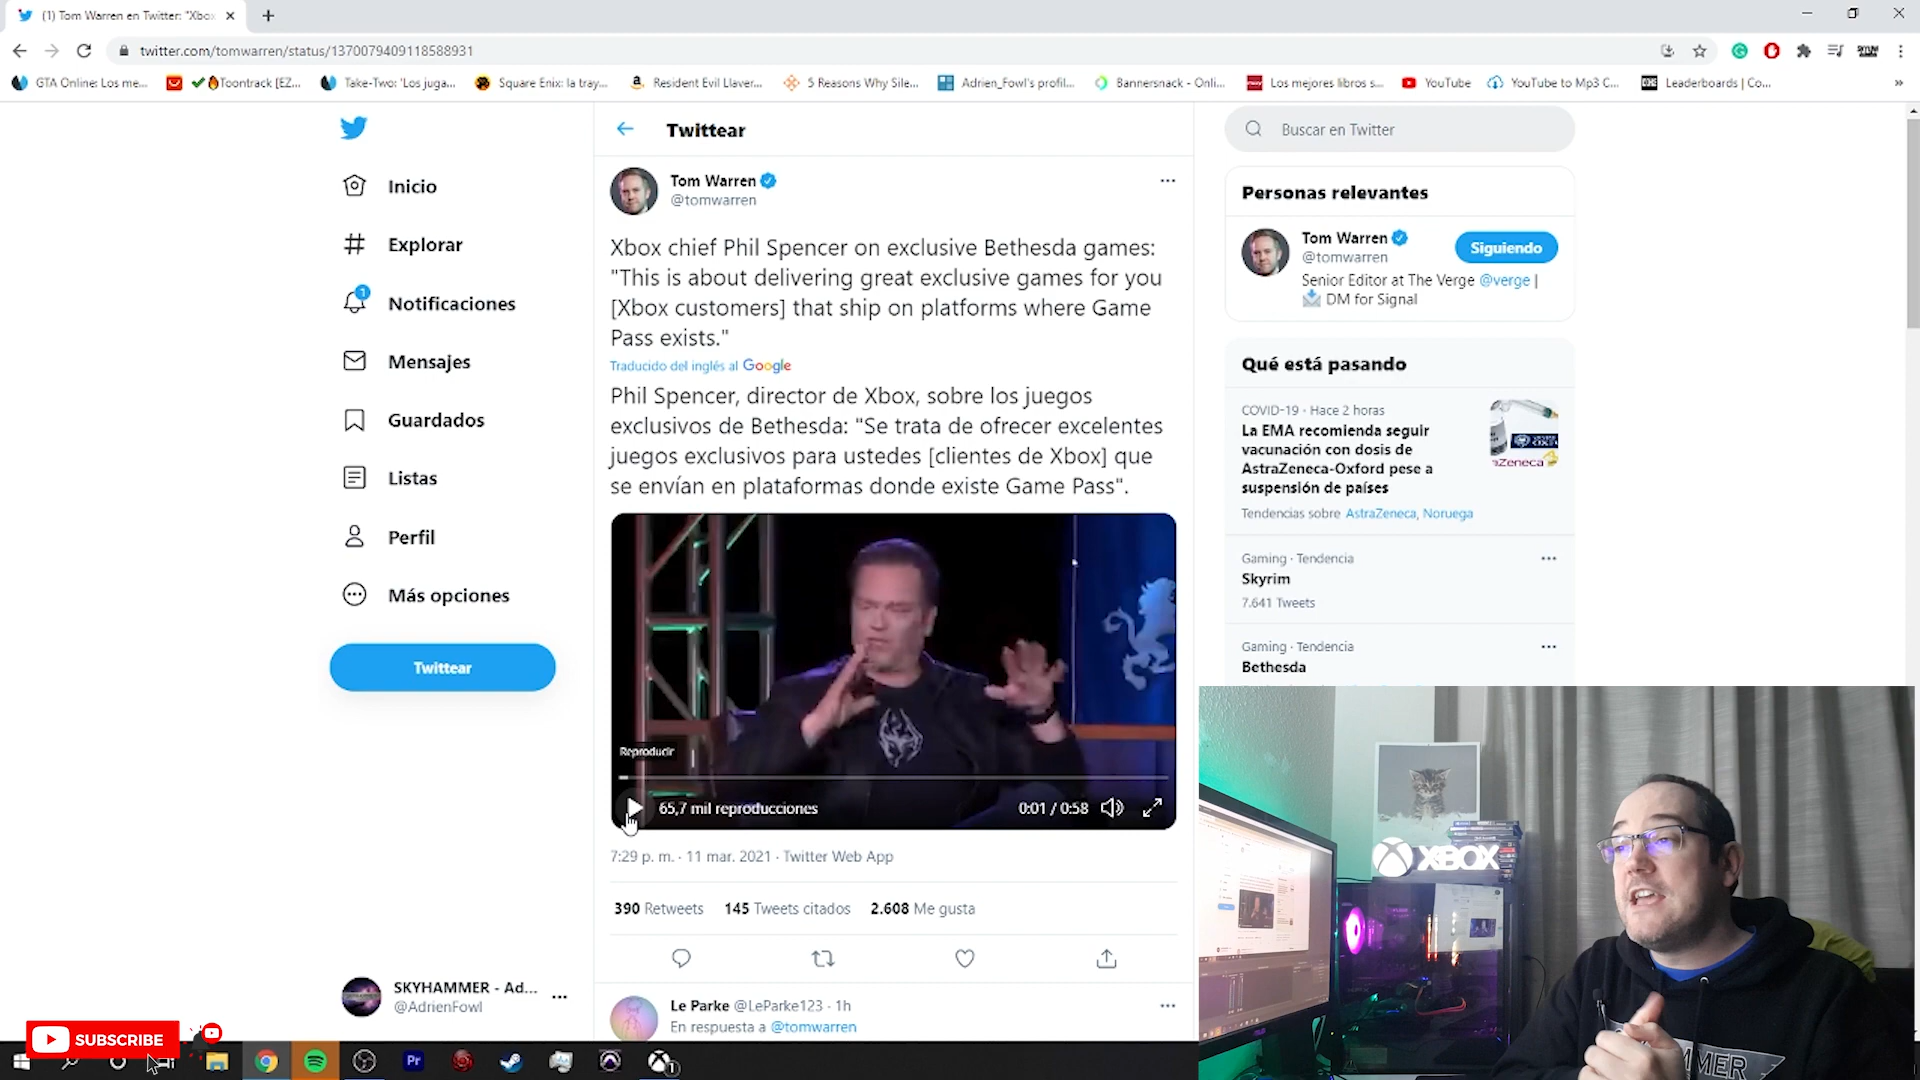 (1) Tom Warren en Twitter: "Xbo
twitter.com/tomwarren/status/1370079409118588931
GTA Online: Los me...
Toontrack [EZ...
Take-Two: 'Los juga...
Square Enix: la tray...
Resident Evil Llaver...
5 Reasons Why Sile...
Adrien_Fowl's profil...
Bannersnack - Onli...
Los mejores libros s...
YouTube
YouTube to Mp3 C...
Leaderboards | Co...
»
Inicio
Explorar
1
Notificaciones
Mensajes
Guardados
Listas
Perfil
Más opciones
Twittear
SKYHAMMER - Ad...
@AdrienFowl
Twittear
Tom Warren
@tomwarren
Xbox chief Phil Spencer on exclusive Bethesda games:
"This is about delivering great exclusive games for you
[Xbox customers] that ship on platforms where Game
Pass exists."
Traducido del inglés al Google
Phil Spencer, director de Xbox, sobre los juegos
exclusivos de Bethesda: "Se trata de ofrecer excelentes
juegos exclusivos para ustedes [clientes de Xbox] que
se envían en plataformas donde existe Game Pass".
Reproducir
65,7 mil reproducciones
0:01 / 0:58
7:29 p. m. · 11 mar. 2021 · Twitter Web App
390 Retweets 145 Tweets citados 2.608 Me gusta
Le Parke @LeParke123 · 1h
En respuesta a @tomwarren
Buscar en Twitter
Personas relevantes
Tom Warren
@tomwarren
Siguiendo
Senior Editor at The Verge @verge |
DM for Signal
Qué está pasando
COVID-19 · Hace 2 horas
La EMA recomienda seguir
vacunación con dosis de
AstraZeneca-Oxford pese a
suspensión de países
Tendencias sobre AstraZeneca, Noruega
Gaming · Tendencia
Skyrim
7.641 Tweets
Gaming · Tendencia
Bethesda
XBOX
SUBSCRIBE
Pr
1